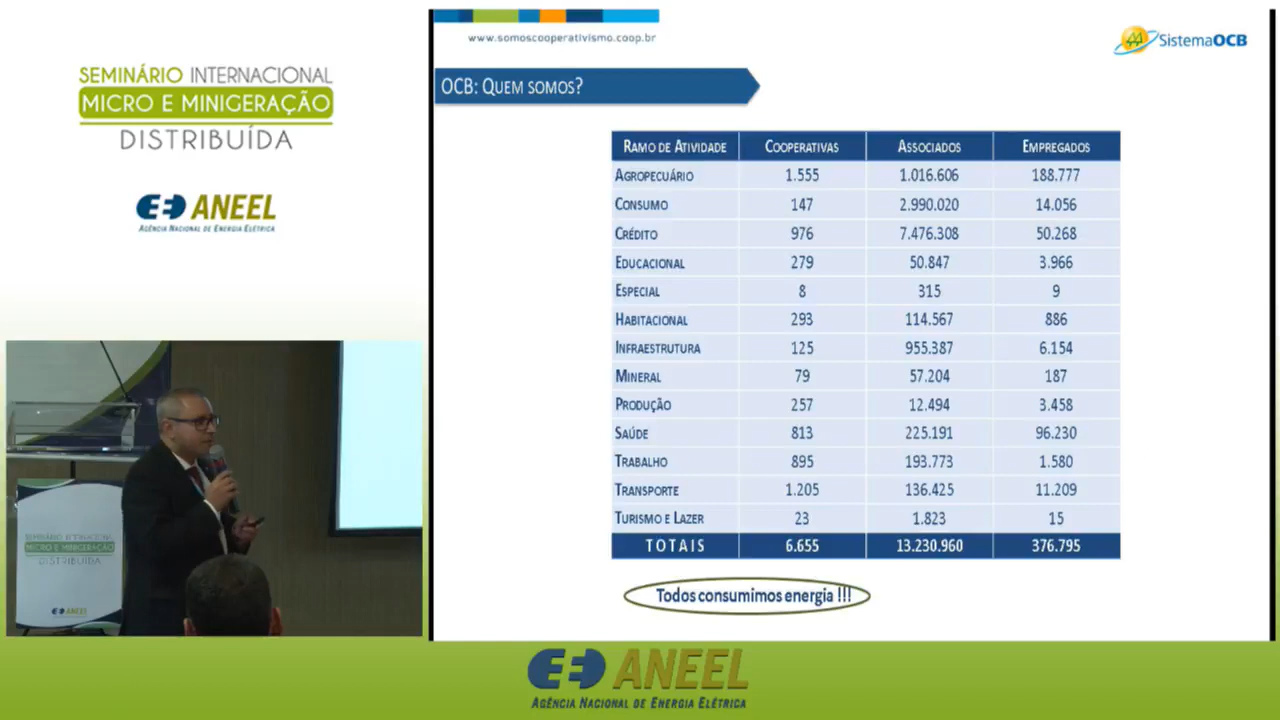 SEMINÁRIO INTERNACIONAL
MICRO E MINIGERAÇÃO
DISTRIBUÍDA
ANEEL
AGÊNCIA NACIONAL DE ENERGIA ELÉTRICA
SEMINÁRIO INTERNACIONAL
MICRO E MINIGERAÇÃO
DISTRIBUÍDA
ANEEL
www.somoscooperativismo.coop.br
SistemaOCB
OCB: QUEM SOMOS?
RAMO DE ATIVIDADE COOPERATIVAS ASSOCIADOS EMPREGADOS
AGROPECUÁRIO 1.555 1.016.606 188.777
CONSUMO 147 2.990.020 14.056
CRÉDITO 976 7.476.308 50.268
EDUCACIONAL 279 50.847 3.966
ESPECIAL 8 315 9
HABITACIONAL 293 114.567 886
INFRAESTRUTURA 125 955.387 6.154
MINERAL 79 57.204 187
PRODUÇÃO 257 12.494 3.458
SAÚDE 813 225.191 96.230
TRABALHO 895 193.773 1.580
TRANSPORTE 1.205 136.425 11.209
TURISMO E LAZER 23 1.823 15
TOTAIS 6.655 13.230.960 376.795
Todos consumimos energia !!!
ANEEL
AGÊNCIA NACIONAL DE ENERGIA ELÉTRICA